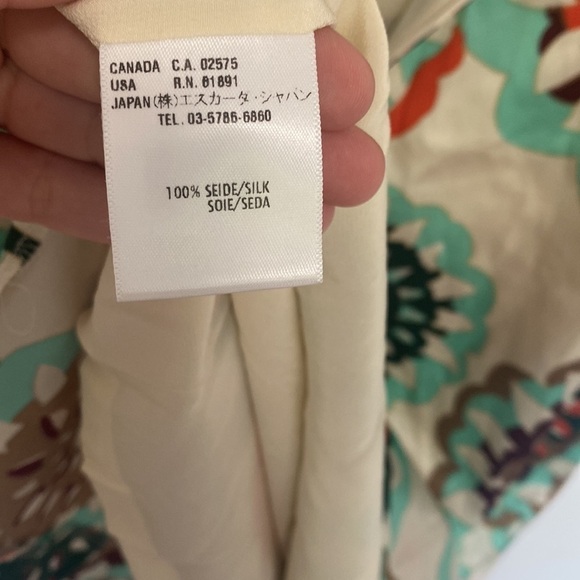 CANADA C.A. 02575
USA R.N. 81891
JAPAN(株)エスカーダ・ジャパン
TEL. 03-5786-6860
100% SEIDE/SILK
SOIE/SEDA